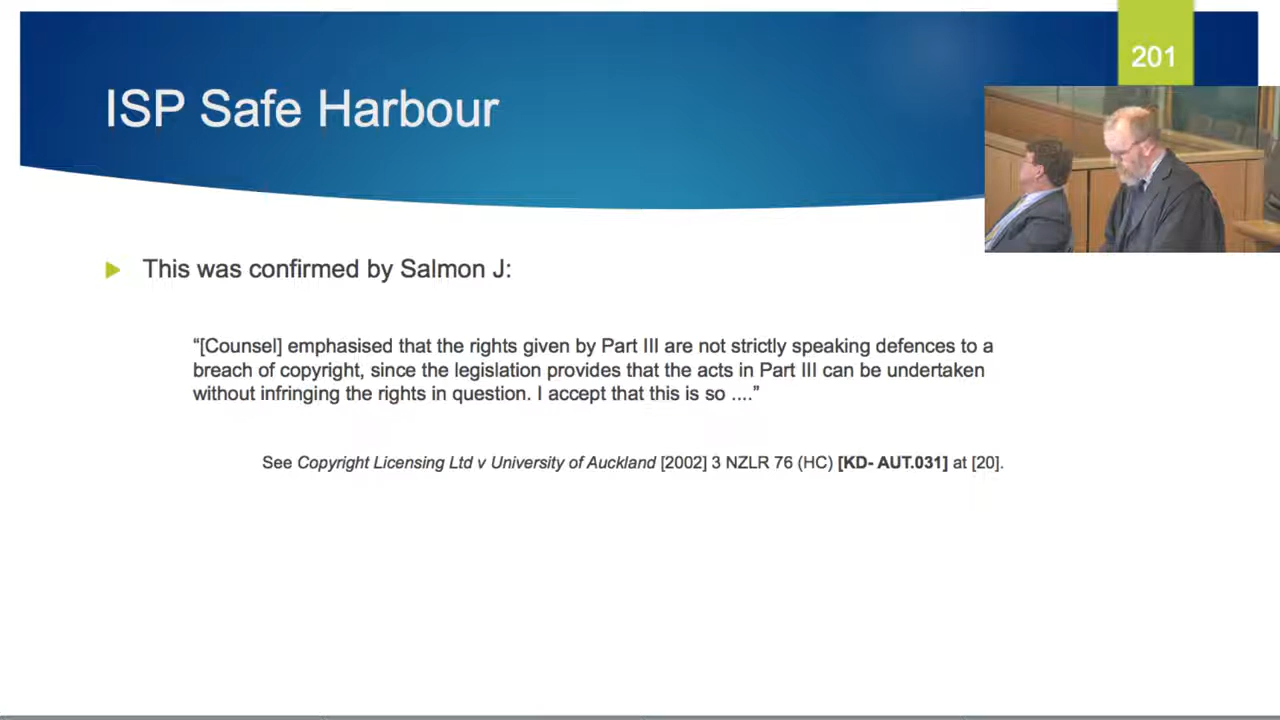 201
ISP Safe Harbour
This was confirmed by Salmon J:
“[Counsel] emphasised that the rights given by Part III are not strictly speaking defences to a
breach of copyright, since the legislation provides that the acts in Part III can be undertaken
without infringing the rights in question. I accept that this is so ....”
See Copyright Licensing Ltd v University of Auckland [2002] 3 NZLR 76 (HC) [KD- AUT.031] at [20].